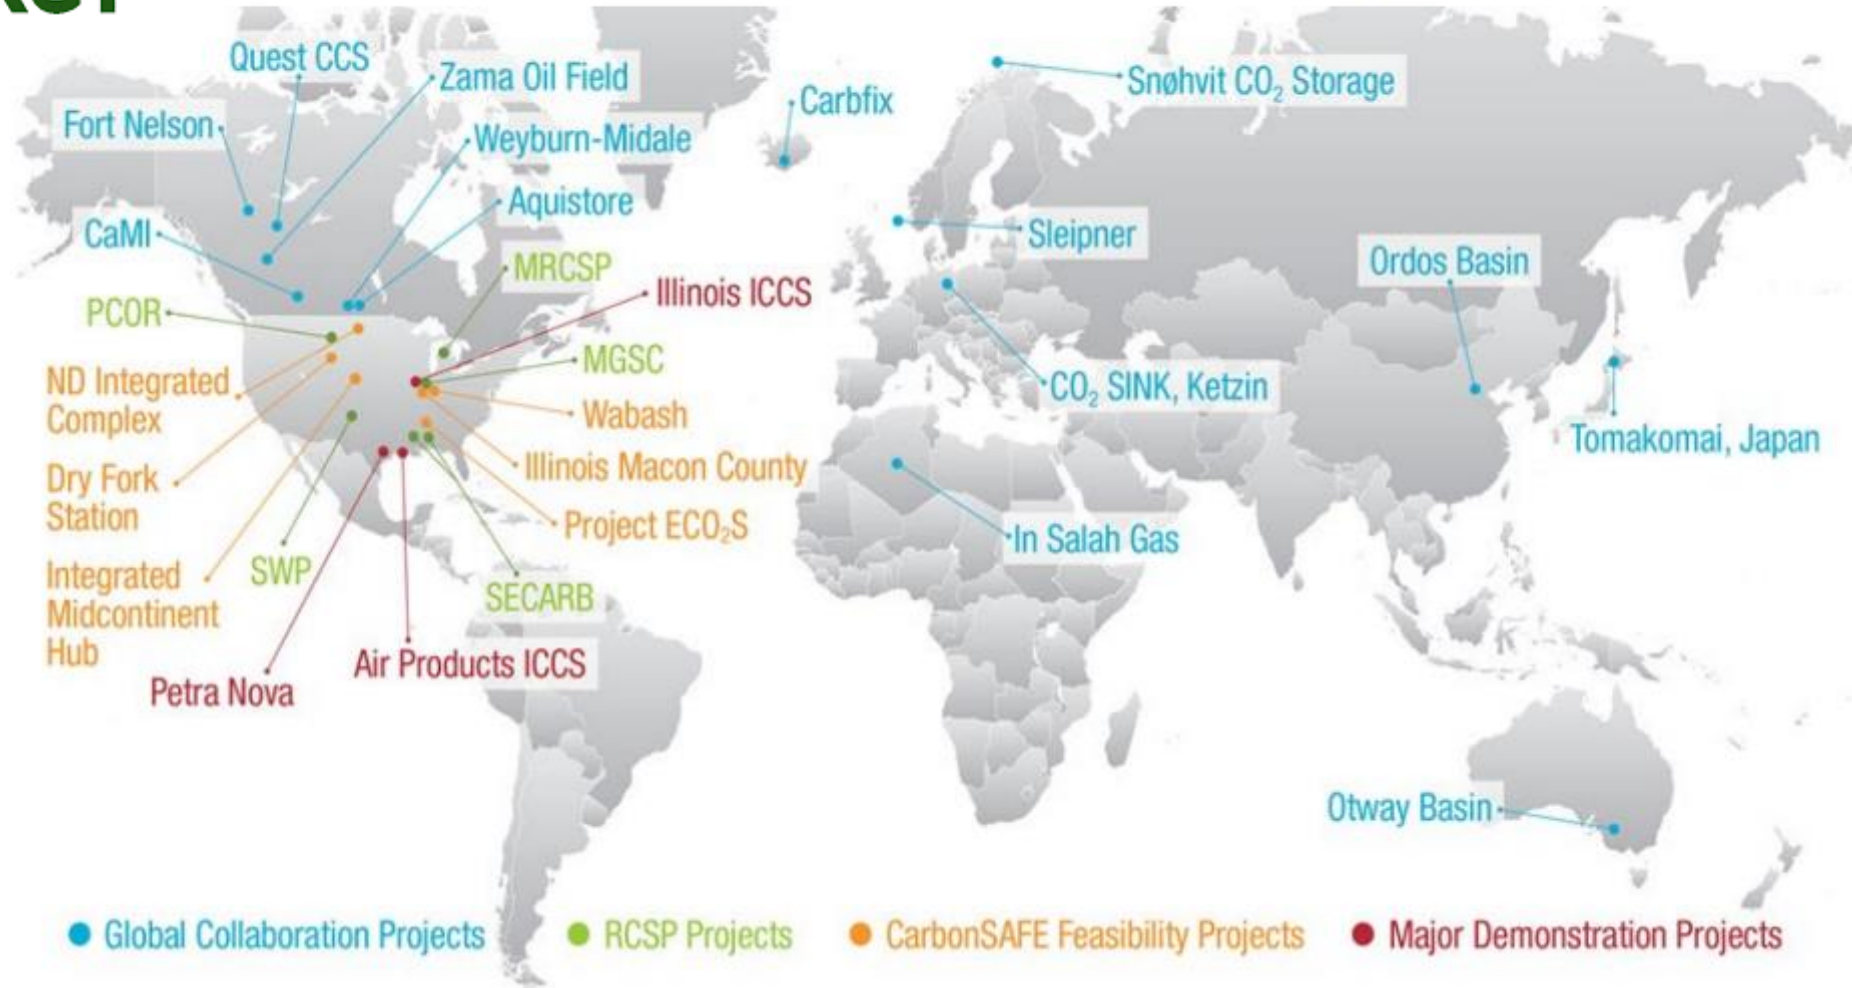 Quest CCS
Zama Oil Field
Snøhvit CO₂ Storage
Carbfix
Fort Nelson
Weyburn-Midale
Aquistore
CaMI
Sleipner
MRCSP
Ordos Basin
Illinois ICCS
PCOR
MGSC
ND Integrated
Complex
CO₂ SINK, Ketzin
Wabash
Tomakomai, Japan
Illinois Macon County
Dry Fork
Station
Project ECO₂S
In Salah Gas
Integrated
Midcontinent
Hub
SWP
SECARB
Air Products ICCS
Petra Nova
Otway Basin
Global Collaboration Projects
RCSP Projects
CarbonSAFE Feasibility Projects
Major Demonstration Projects